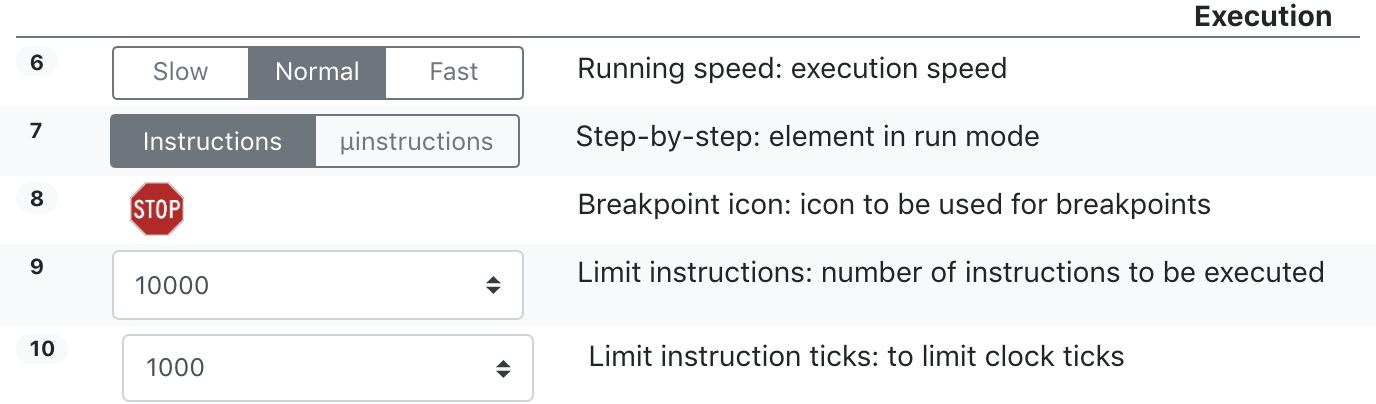 Execution
6 Slow Normal Fast Running speed: execution speed
7 Instructions µinstructions Step-by-step: element in run mode
8 STOP Breakpoint icon: icon to be used for breakpoints
9 10000 Limit instructions: number of instructions to be executed
10 1000 Limit instruction ticks: to limit clock ticks